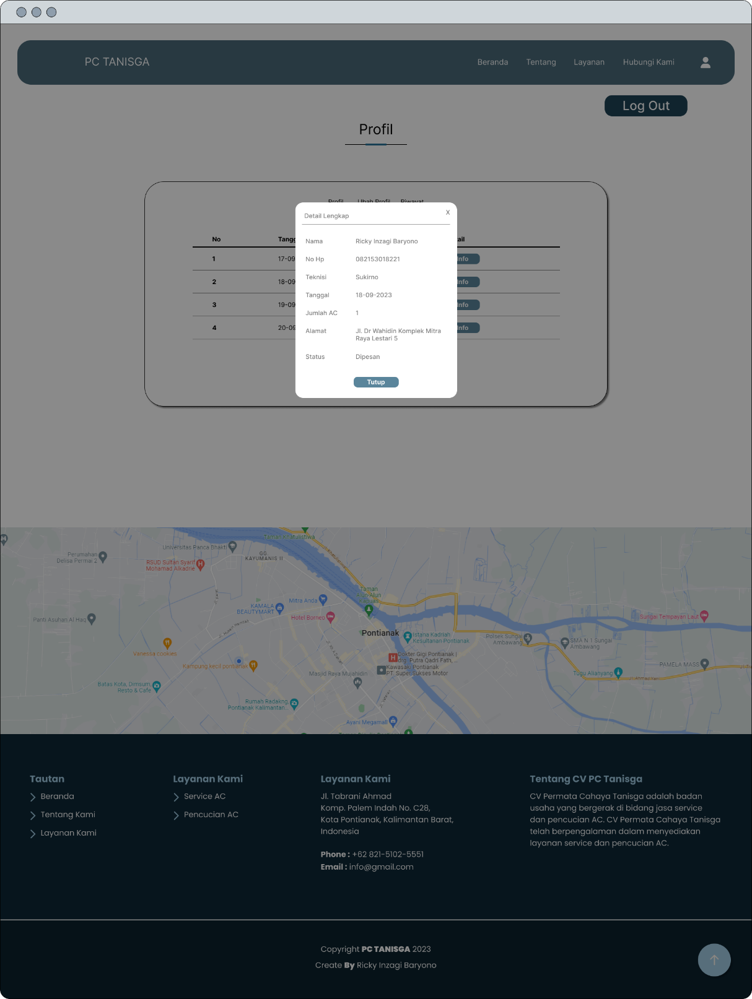 PC TANISGA
Beranda
Tentang
Layanan
Hubungi Kami
Log Out
Profil
Profil
Ubah Profil
Riwayat
No
1
17-09
2
18-09
3
19-09
4
20-09
Info
Info
Info
Info
Detail Lengkap
X
Nama Ricky Inzagi Baryono
No Hp 082153018221
Teknisi Sukirno
Tanggal 18-09-2023
Jumlah AC 1
Alamat Jl. Dr Wahidin Komplek Mitra
Raya Lestari 5
Status Dipesan
Tutup
Taman Khatulistiwa
Universitas Panca Bhakti
GG.
KAYUMANIS II
Perumahan
Delisa Permai 2
RSUD Sultan Syarif
Mohamad Alkadrie
Taman
Alun-Alun
Kapuas
Mitra Anda
KAMALA
BEAUTYMART
Hotel Borneo
Panti Asuhan Al Haq
Sungai Tempayan Laut
Pontianak
Istana Kadriah
Kesultanan Pontianak
Polsek Sungai
Ambawang
SMA N 1 Sungai
Ambawang
Vanessa cookies
Dokter Gigi Pontianak |
drg. Putra Qadri Fath,...
Kampung kecil pontianak
Kawasaki Pontianak
PT. Super Sukses Motor
Masjid Raya Mujahidin
PAMELA MASS
Tugu Alianyang
Jl. Ahmad Yani
Batas Kota, Dimsum,
Resto & Cafe
Rumah Radakng
Pontianak Kalimantan...
Ayani Megamall
Tautan
Beranda
Tentang Kami
Layanan Kami
Layanan Kami
Service AC
Pencucian AC
Layanan Kami
Jl. Tabrani Ahmad
Komp. Palem Indah No. C28,
Kota Pontianak, Kalimantan Barat,
Indonesia
Phone : +62 821-5102-5551
Email : info@gmail.com
Tentang CV PC Tanisga
CV Permata Cahaya Tanisga adalah badan
usaha yang bergerak di bidang jasa service
dan pencucian AC. CV Permata Cahaya Tanisga
telah berpengalaman dalam menyediakan
layanan service dan pencucian AC.
Copyright PC TANISGA 2023
Create By Ricky Inzagi Baryono